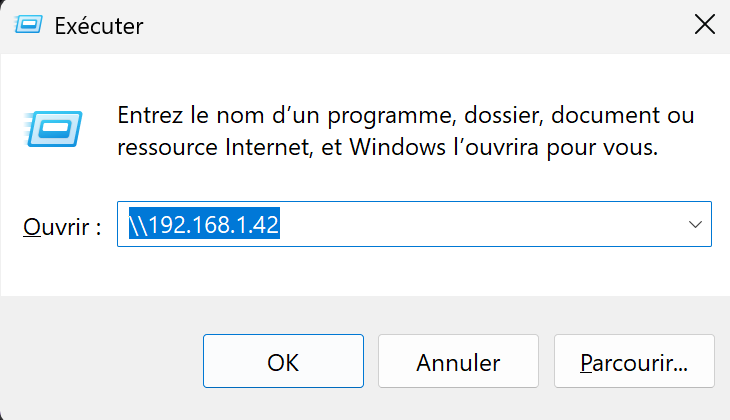 Exécuter
Entrez le nom d’un programme, dossier, document ou
ressource Internet, et Windows l’ouvrira pour vous.
Ouvrir : \\192.168.1.42
OK Annuler Parcourir...